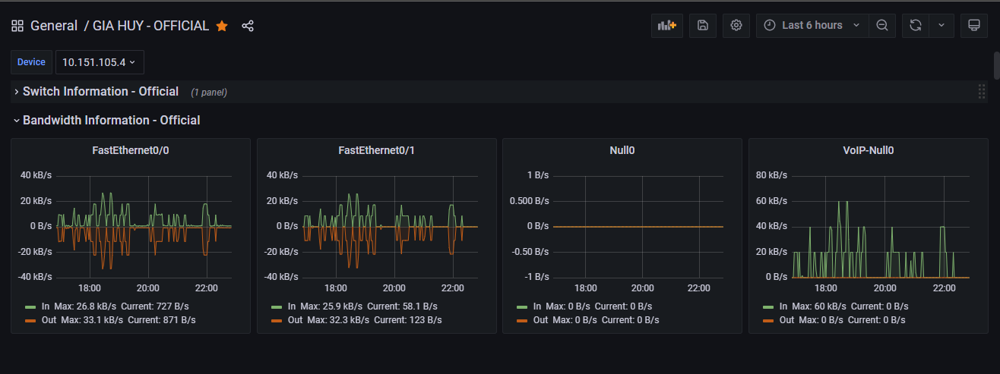 General / GIA HUY - OFFICIAL
Last 6 hours
Device 10.151.105.4
Switch Information - Official (1 panel)
Bandwidth Information - Official
FastEthernet0/0
40 kB/s
20 kB/s
0 B/s
-20 kB/s
-40 kB/s
18:00 20:00 22:00
In Max: 26.8 kB/s Current: 727 B/s
Out Max: 33.1 kB/s Current: 871 B/s
FastEthernet0/1
40 kB/s
20 kB/s
0 B/s
-20 kB/s
-40 kB/s
18:00 20:00 22:00
In Max: 25.9 kB/s Current: 58.1 B/s
Out Max: 32.3 kB/s Current: 123 B/s
Null0
1 B/s
0.500 B/s
0 B/s
-0.50 B/s
-1 B/s
18:00 20:00 22:00
In Max: 0 B/s Current: 0 B/s
Out Max: 0 B/s Current: 0 B/s
VoIP-Null0
80 kB/s
60 kB/s
40 kB/s
20 kB/s
0 B/s
18:00 20:00 22:00
In Max: 60 kB/s Current: 0 B/s
Out Max: 0 B/s Current: 0 B/s